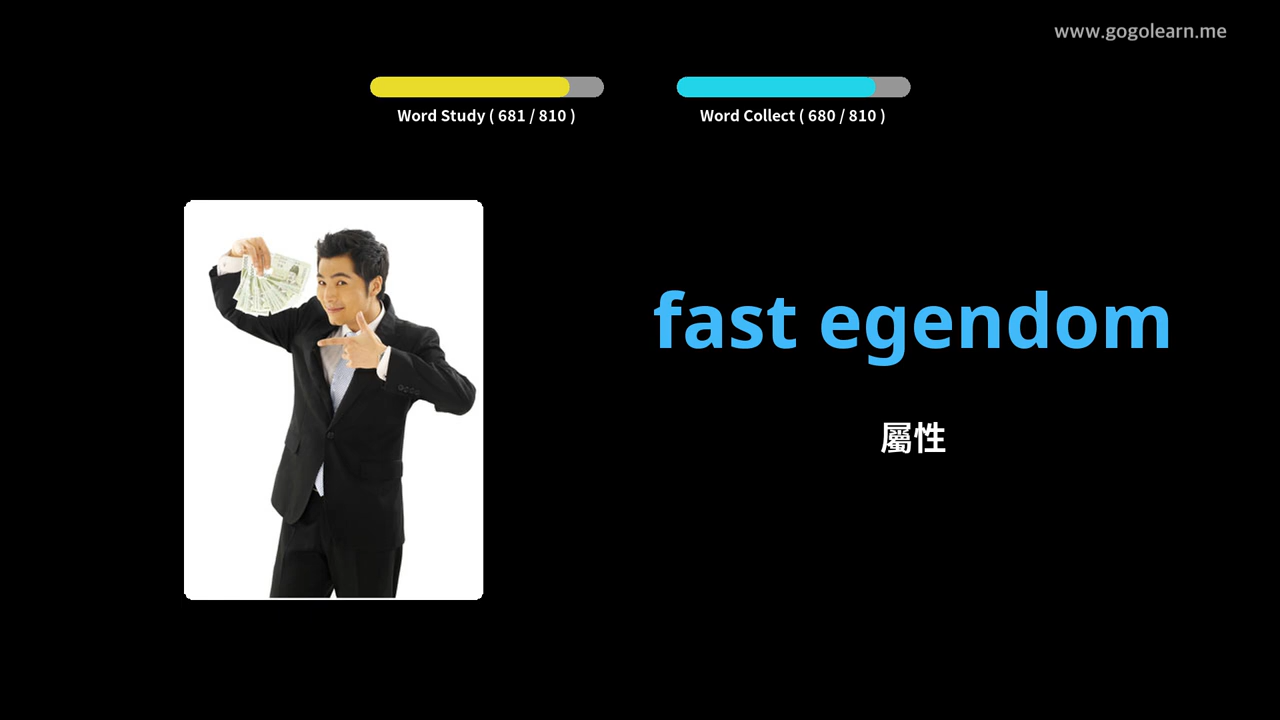 www.gogolearn.me
Word Study ( 681 / 810 )
Word Collect ( 680 / 810 )
fast egendom
屬性